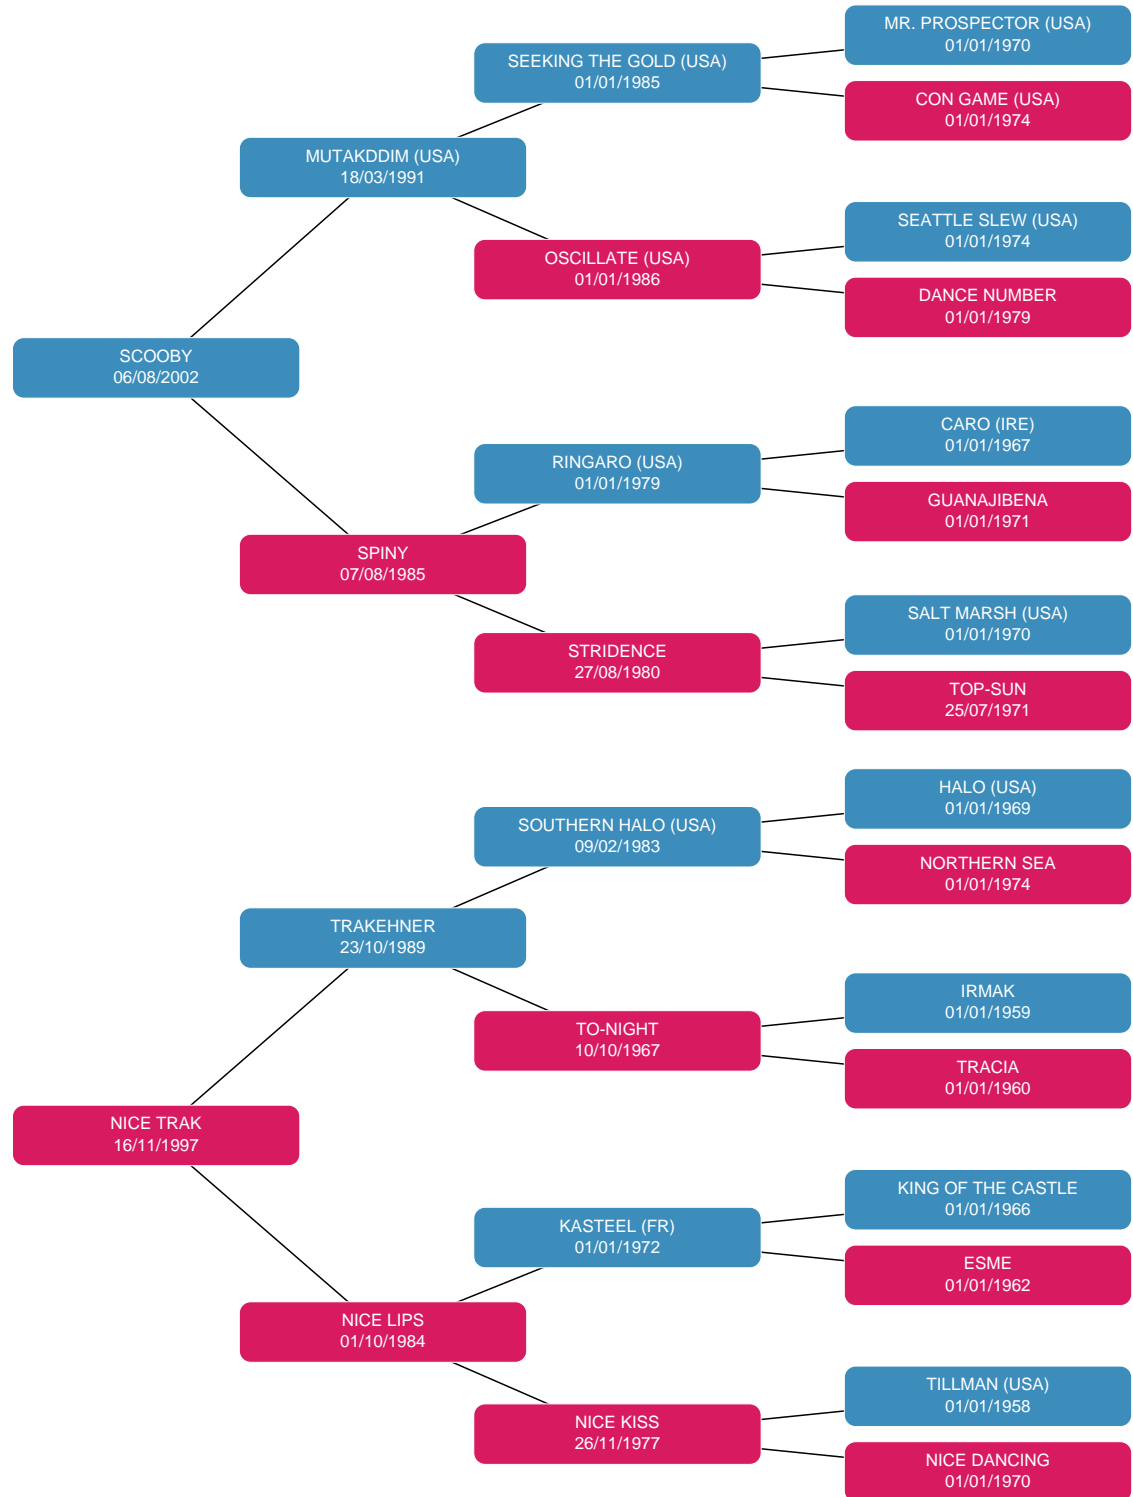 MR. PROSPECTOR (USA)
01/01/1970
SEEKING THE GOLD (USA)
01/01/1985
CON GAME (USA)
01/01/1974
MUTAKDDIM (USA)
18/03/1991
SEATTLE SLEW (USA)
01/01/1974
OSCILLATE (USA)
01/01/1986
DANCE NUMBER
01/01/1979
SCOOBY
06/08/2002
CARO (IRE)
01/01/1967
RINGARO (USA)
01/01/1979
GUANAJIBENA
01/01/1971
SPINY
07/08/1985
SALT MARSH (USA)
01/01/1970
STRIDENCE
27/08/1980
TOP-SUN
25/07/1971
HALO (USA)
01/01/1969
SOUTHERN HALO (USA)
09/02/1983
NORTHERN SEA
01/01/1974
TRAKEHNER
23/10/1989
IRMAK
01/01/1959
TO-NIGHT
10/10/1967
TRACIA
01/01/1960
NICE TRAK
16/11/1997
KING OF THE CASTLE
01/01/1966
KASTEEL (FR)
01/01/1972
ESME
01/01/1962
NICE LIPS
01/10/1984
TILLMAN (USA)
01/01/1958
NICE KISS
26/11/1977
NICE DANCING
01/01/1970